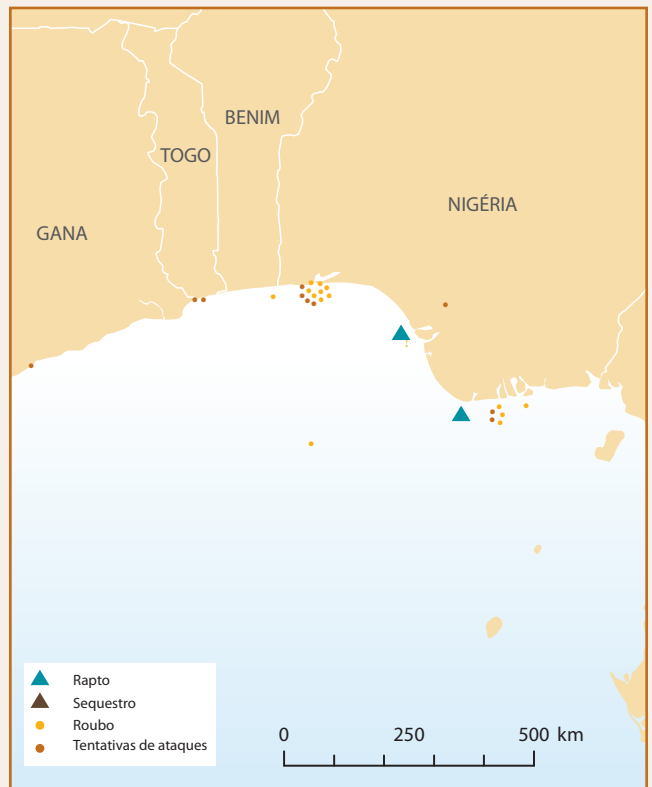 BENIM
TOGO
NIGÉRIA
GANA
Rapto
Sequestro
Roubo
Tentativas de ataques
0 250 500 km